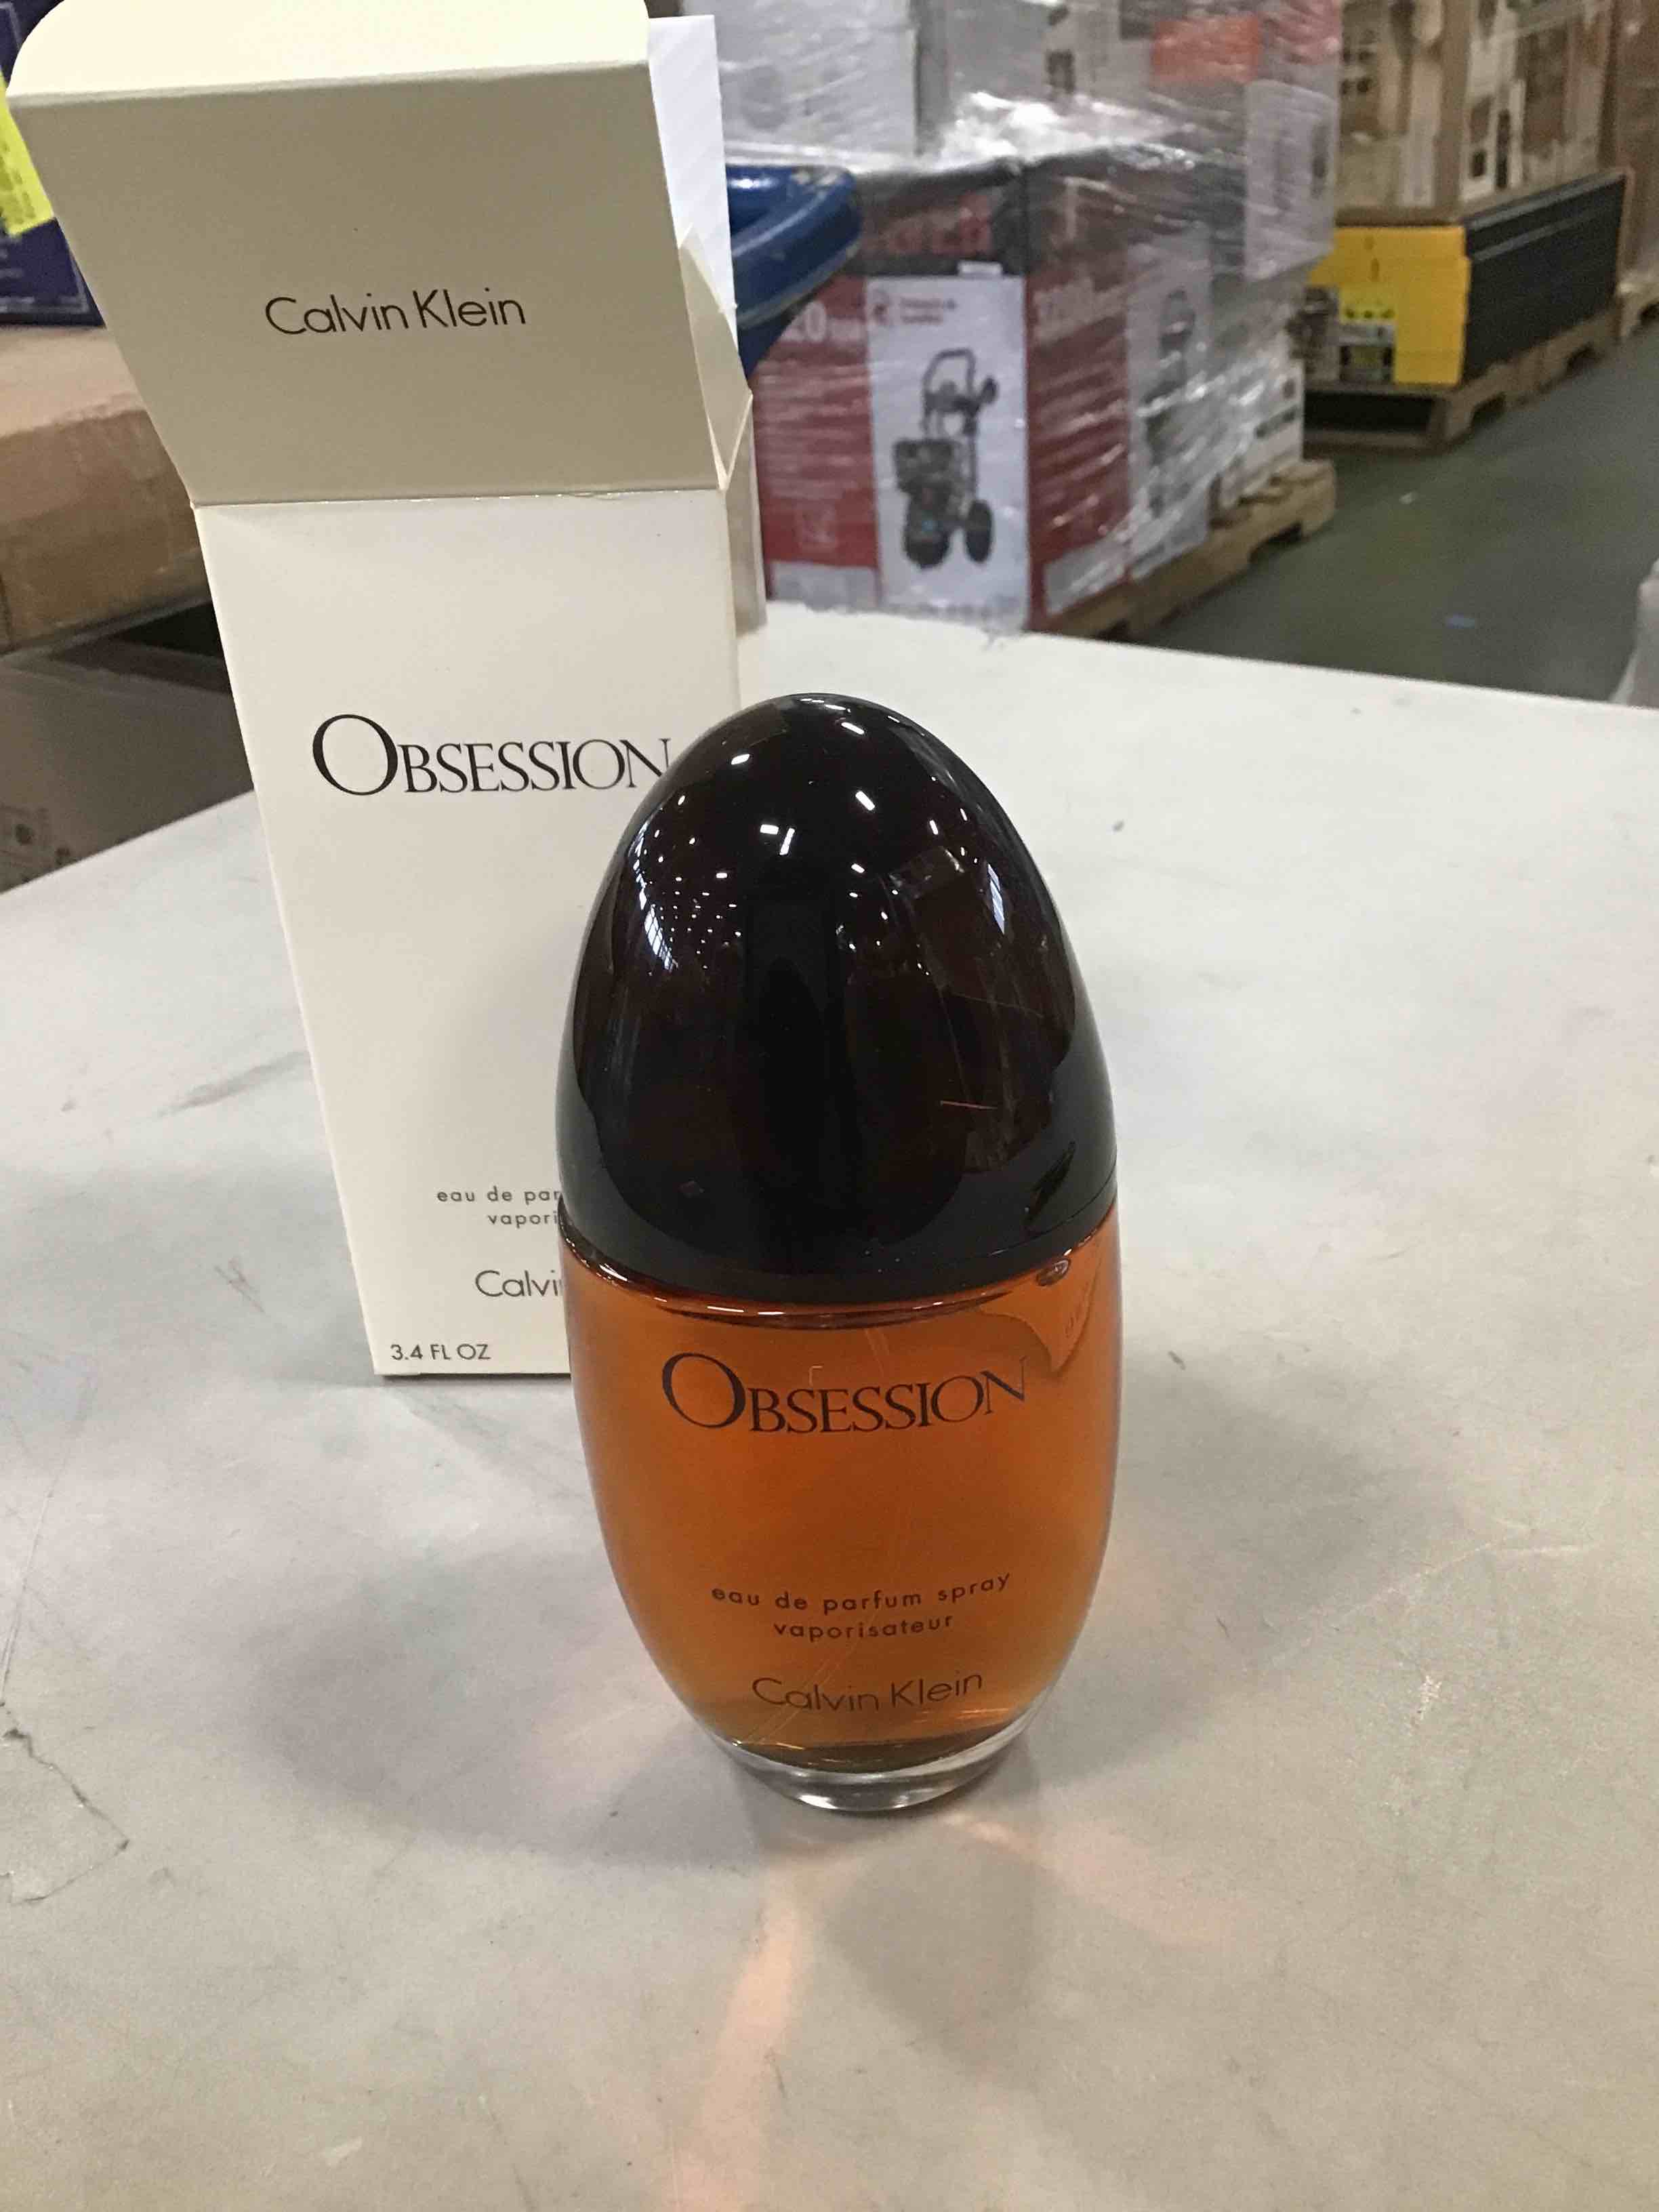 Calvin Klein
OBSESSION
eau de par
vapori
Calvi
3.4 FL OZ
OBSESSION
eau de parfum spray
vaporisateur
Calvin Klein